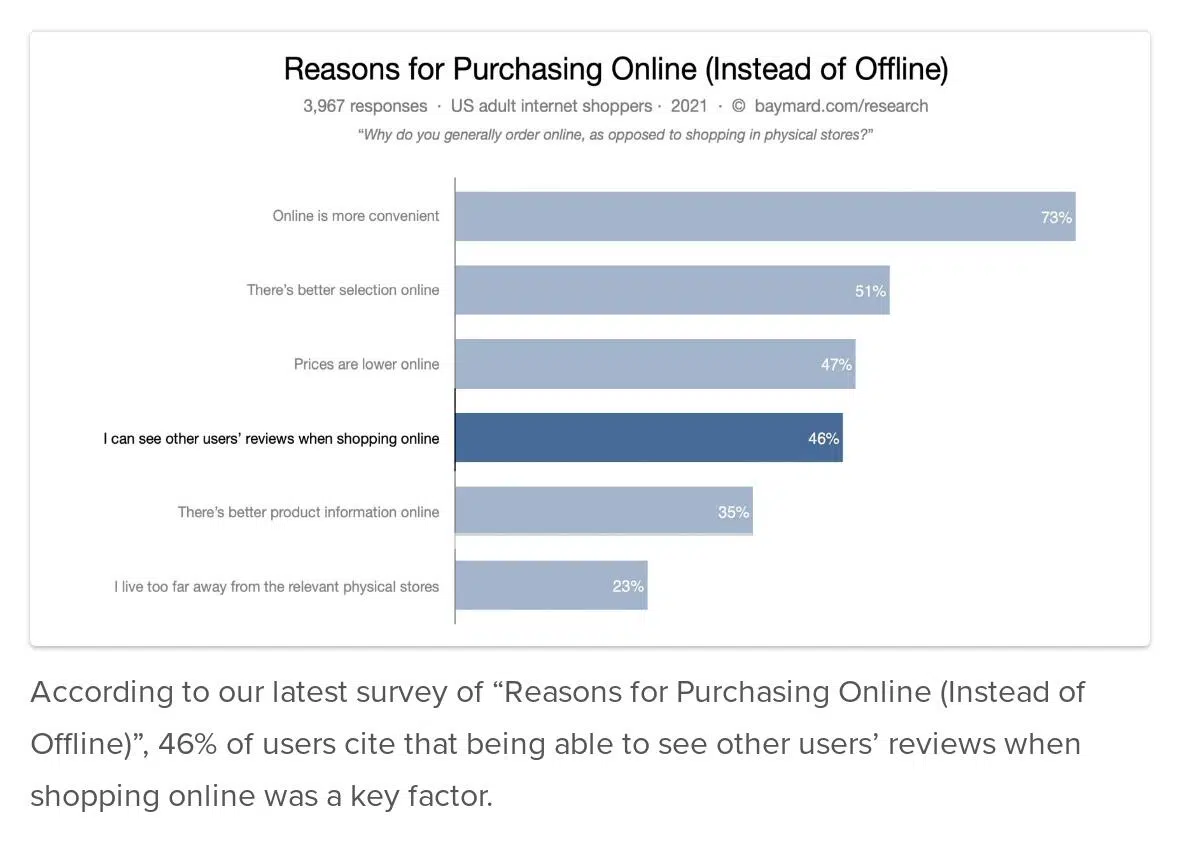 Reasons for Purchasing Online (Instead of Offline)
3,967 responses · US adult internet shoppers · 2021 · © baymard.com/research
“Why do you generally order online, as opposed to shopping in physical stores?”
Online is more convenient 73%
There’s better selection online 51%
Prices are lower online 47%
I can see other users’ reviews when shopping online 46%
There’s better product information online 35%
I live too far away from the relevant physical stores 23%
According to our latest survey of “Reasons for Purchasing Online (Instead of
Offline)”, 46% of users cite that being able to see other users’ reviews when
shopping online was a key factor.